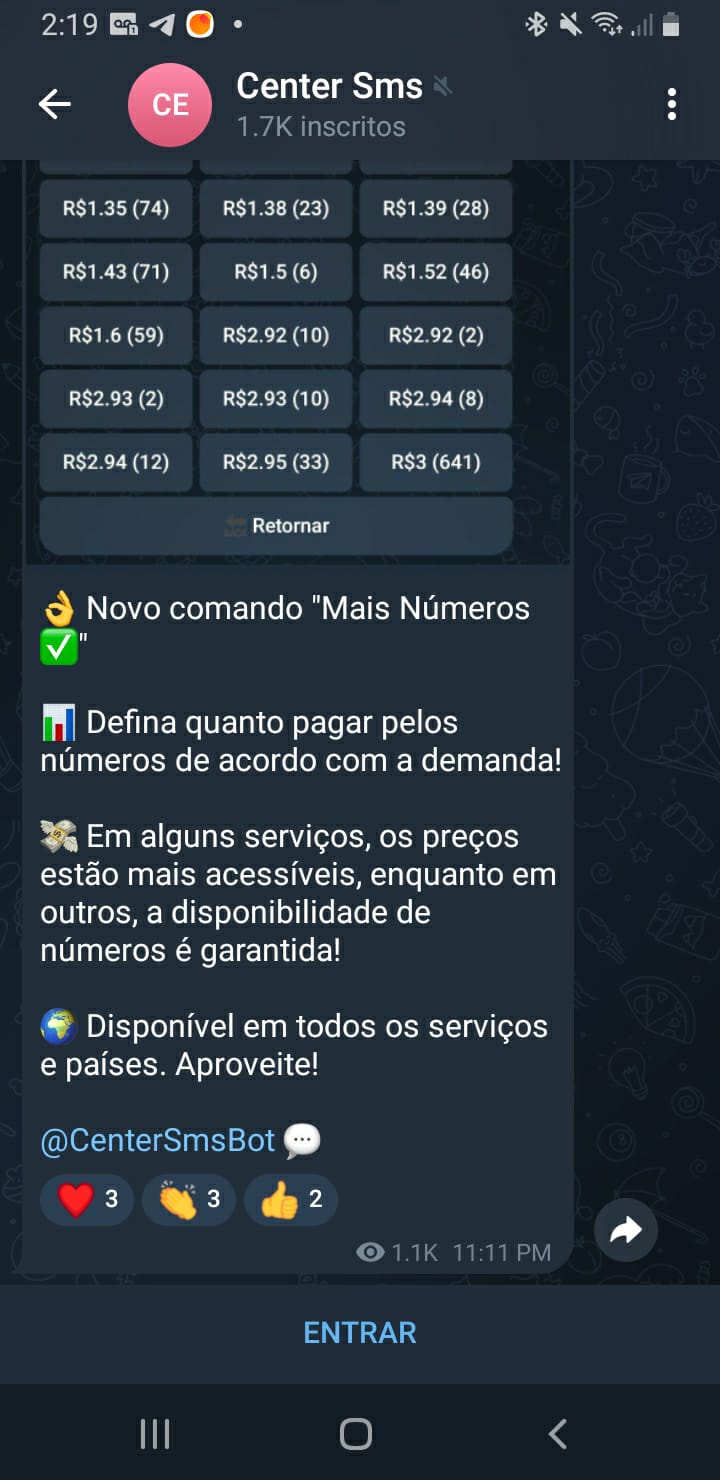 2:19
CE
Center Sms
1.7K inscritos
R$1.35 (74) R$1.38 (23) R$1.39 (28)
R$1.43 (71) R$1.5 (6) R$1.52 (46)
R$1.6 (59) R$2.92 (10) R$2.92 (2)
R$2.93 (2) R$2.93 (10) R$2.94 (8)
R$2.94 (12) R$2.95 (33) R$3 (641)
Retornar
👌 Novo comando "Mais Números
✅"
📊 Defina quanto pagar pelos
números de acordo com a demanda!
💸 Em alguns serviços, os preços
estão mais acessíveis, enquanto em
outros, a disponibilidade de
números é garantida!
🌍 Disponível em todos os serviços
e países. Aproveite!
@CenterSmsBot 💬
❤️ 3 👏 3 👍 2
1.1K 11:11 PM
ENTRAR